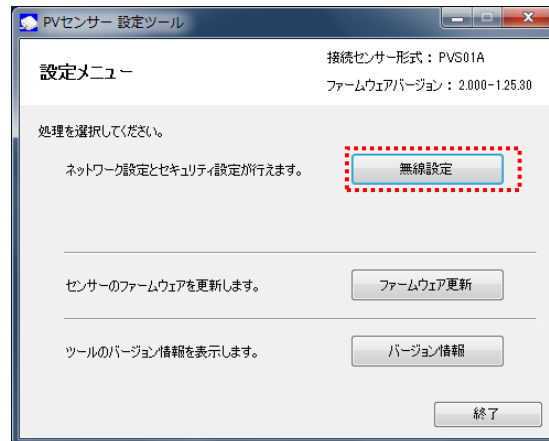 PVセンサー 設定ツール
設定メニュー
接続センサー形式： PVS01A
ファームウェアバージョン： 2.000-1.25.30
処理を選択してください。
ネットワーク設定とセキュリティ設定が行えます。
無線設定
センサーのファームウェアを更新します。
ファームウェア更新
ツールのバージョン情報を表示します。
バージョン情報
終了